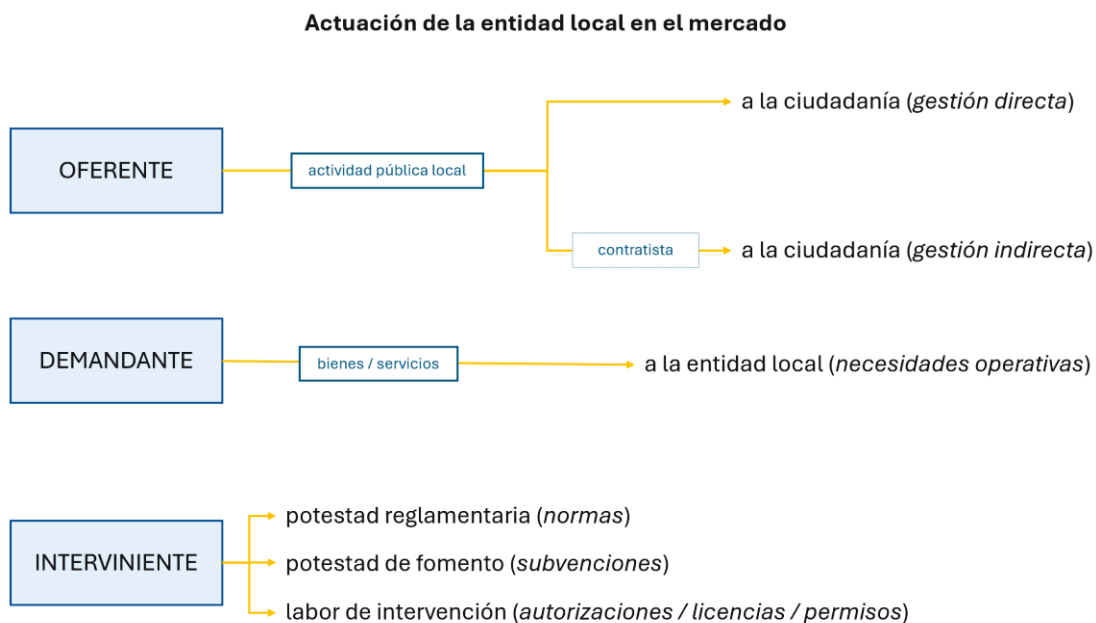 Actuación de la entidad local en el mercado
a la ciudadanía (gestión directa)
OFERENTE
actividad pública local
contratista
a la ciudadanía (gestión indirecta)
DEMANDANTE
bienes / servicios
a la entidad local (necesidades operativas)
potestad reglamentaria (normas)
INTERVINIENTE
potestad de fomento (subvenciones)
labor de intervención (autorizaciones / licencias / permisos)